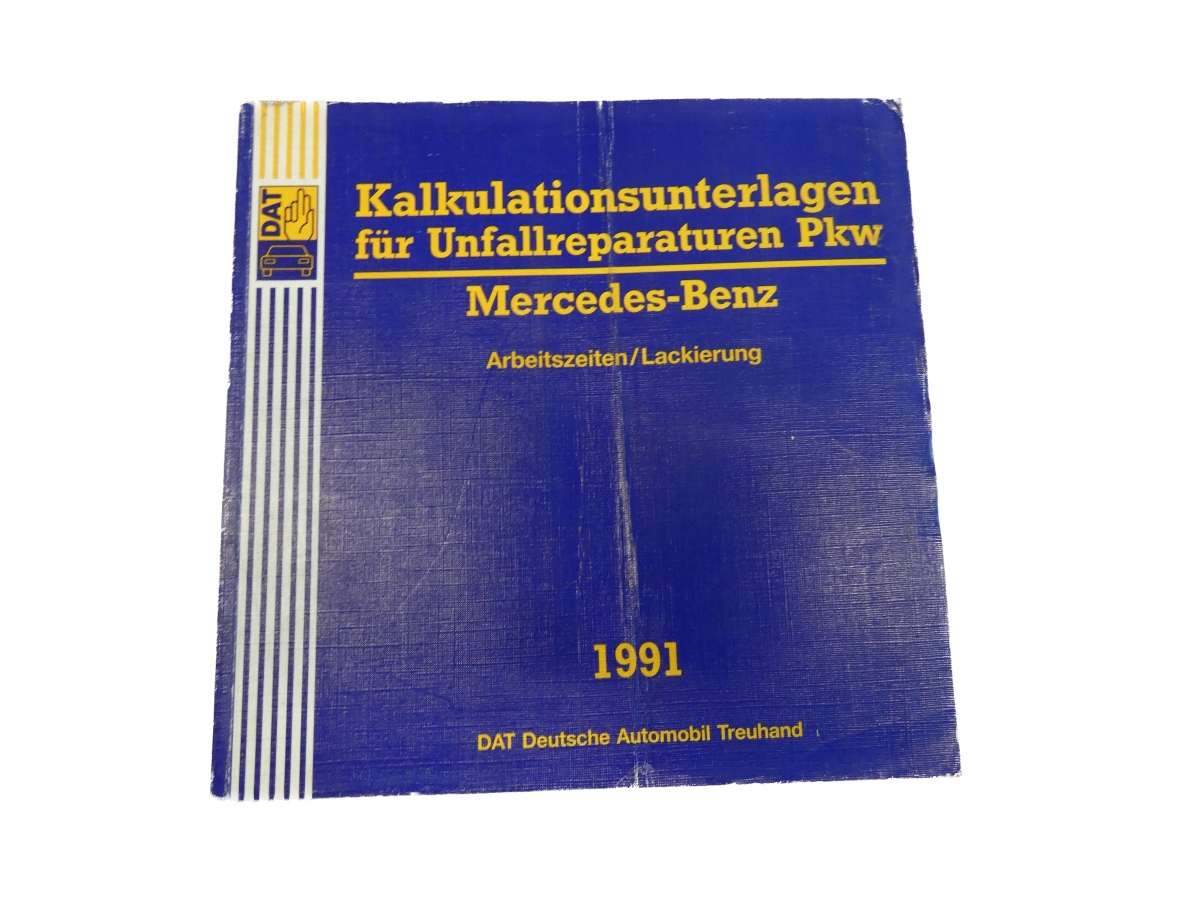 DAT
Kalkulationsunterlagen
für Unfallreparaturen Pkw
Mercedes-Benz
Arbeitszeiten/Lackierung
1991
DAT Deutsche Automobil Treuhand